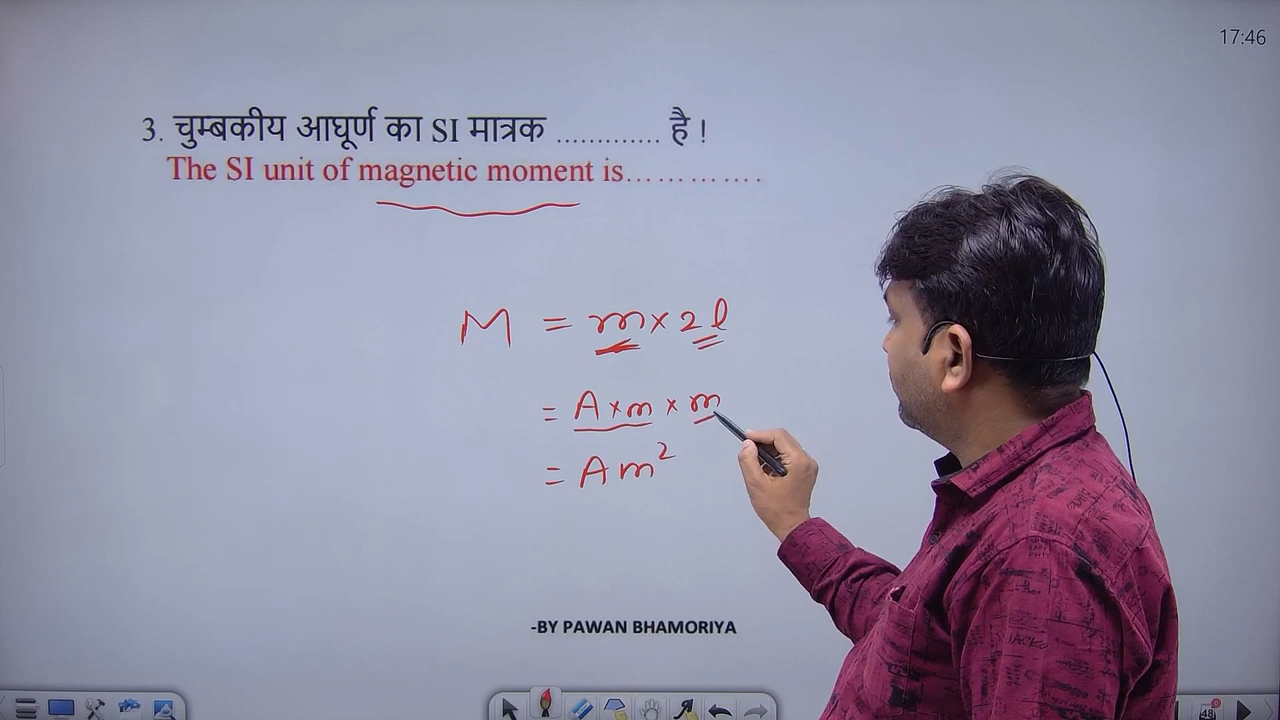 17:46
3. चुम्बकीय आघूर्ण का SI मात्रक ............. है !
The SI unit of magnetic moment is.............
M = m × 2l
= A × m × m
= Am²
-BY PAWAN BHAMORIYA
48